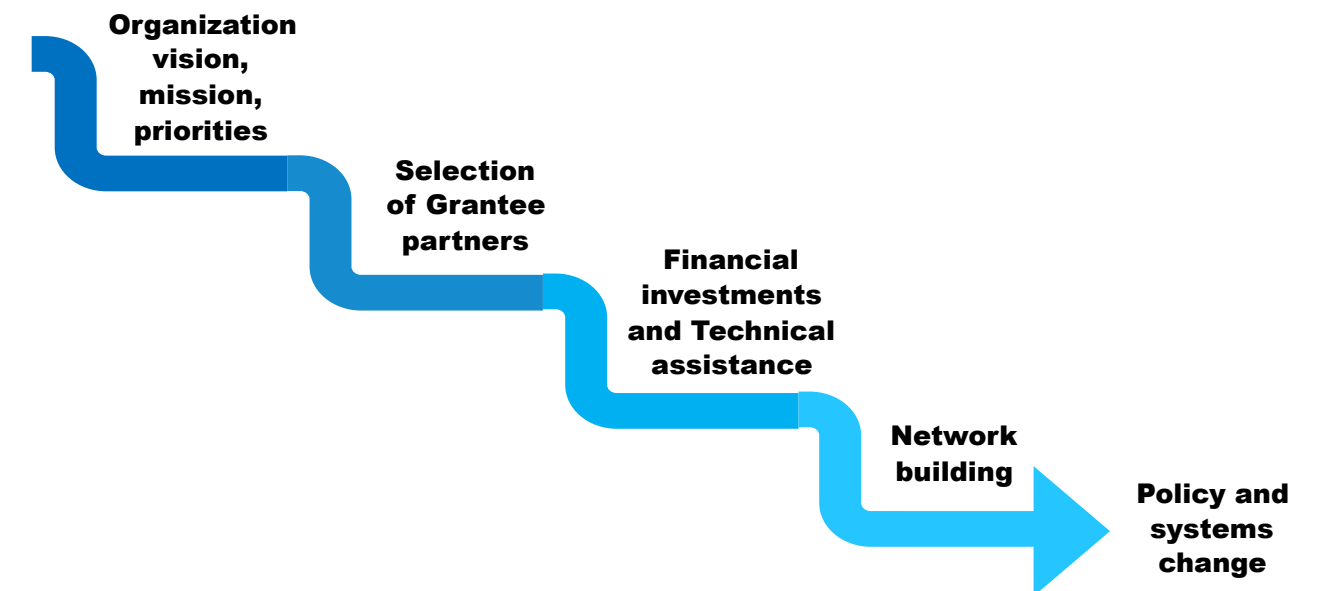 Organization
vision,
mission,
priorities
Selection
of Grantee
partners
Financial
investments
and Technical
assistance
Network
building
Policy and
systems
change